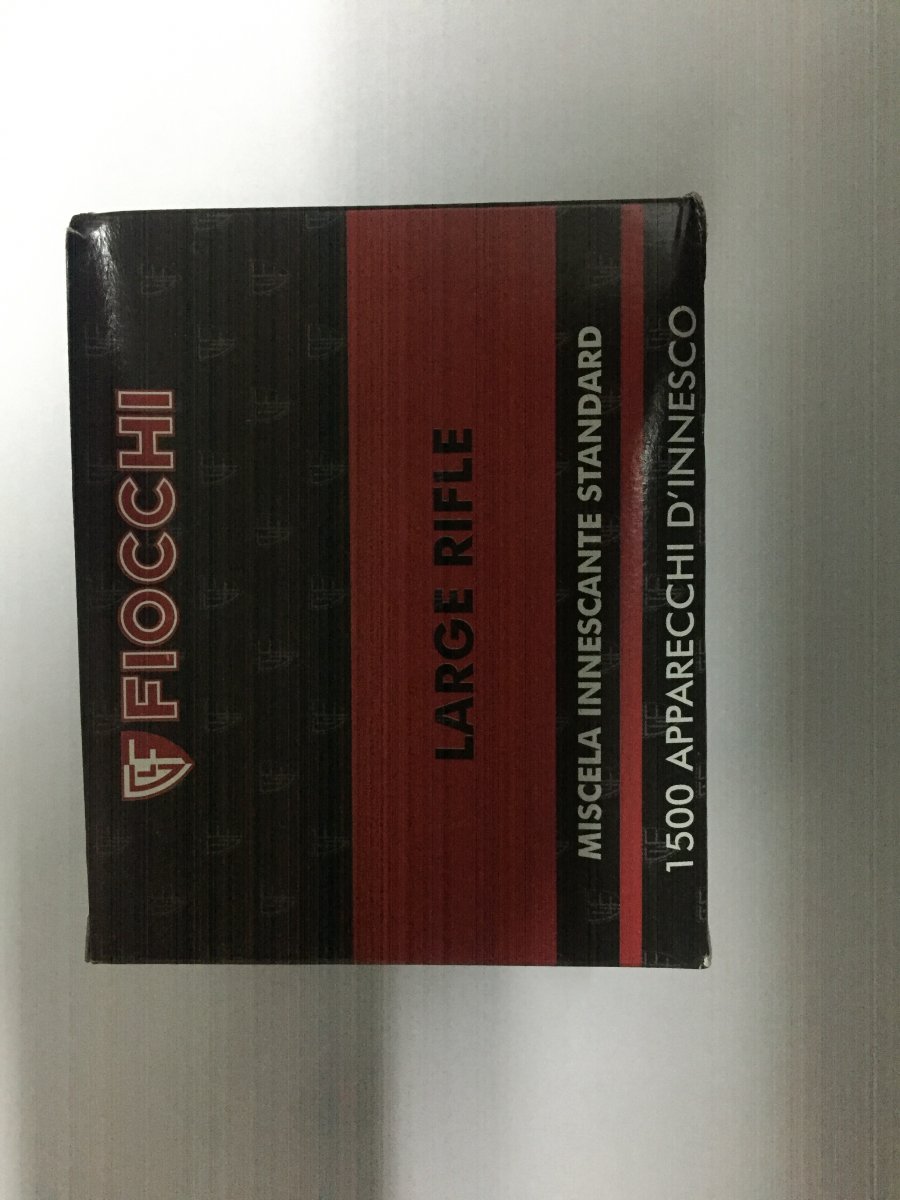 FIOCCHI
LARGE RIFLE
MISCELA INNESCANTE STANDARD
1500 APPARECCHI D'INNESCO